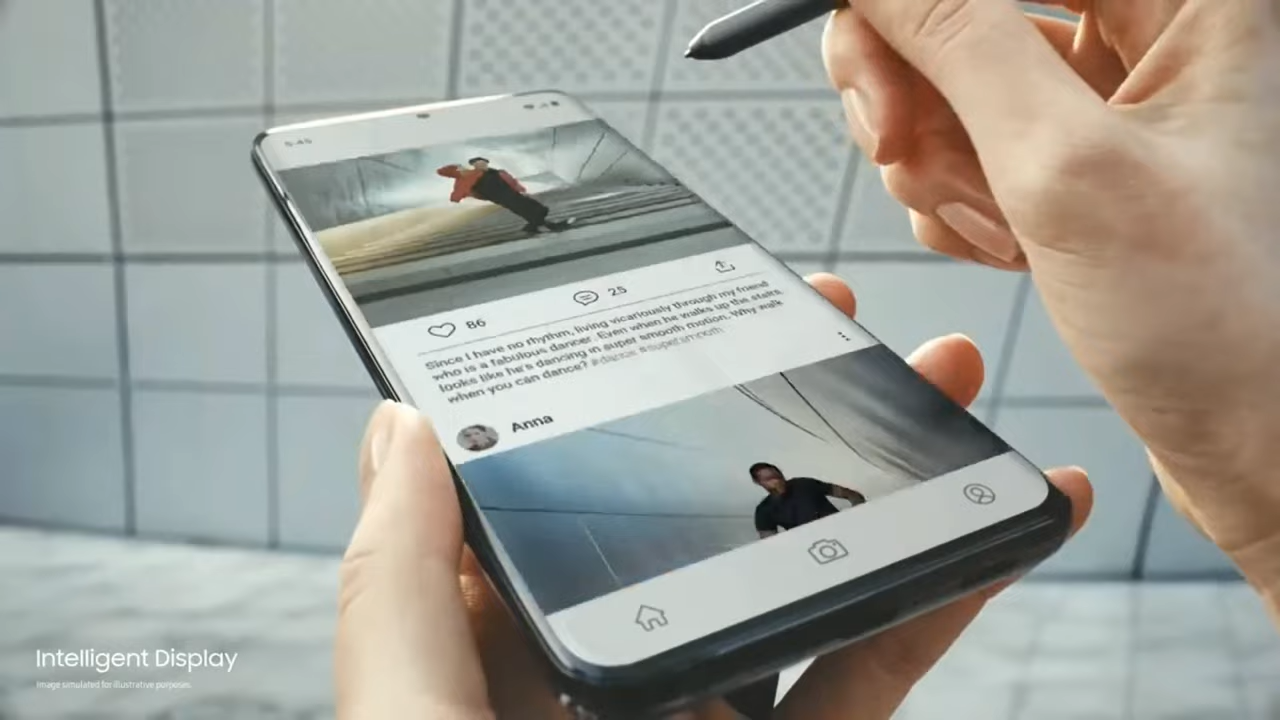 5:45
86
25
Since I have no rhythm, living vicariously through my friend
who is a fabulous dancer. Even when he walks up the stairs,
looks like he's dancing in super smooth motion. Why walk
when you can dance? #dance #supersmooth
Anna
Intelligent Display
Image simulated for illustrative purposes.